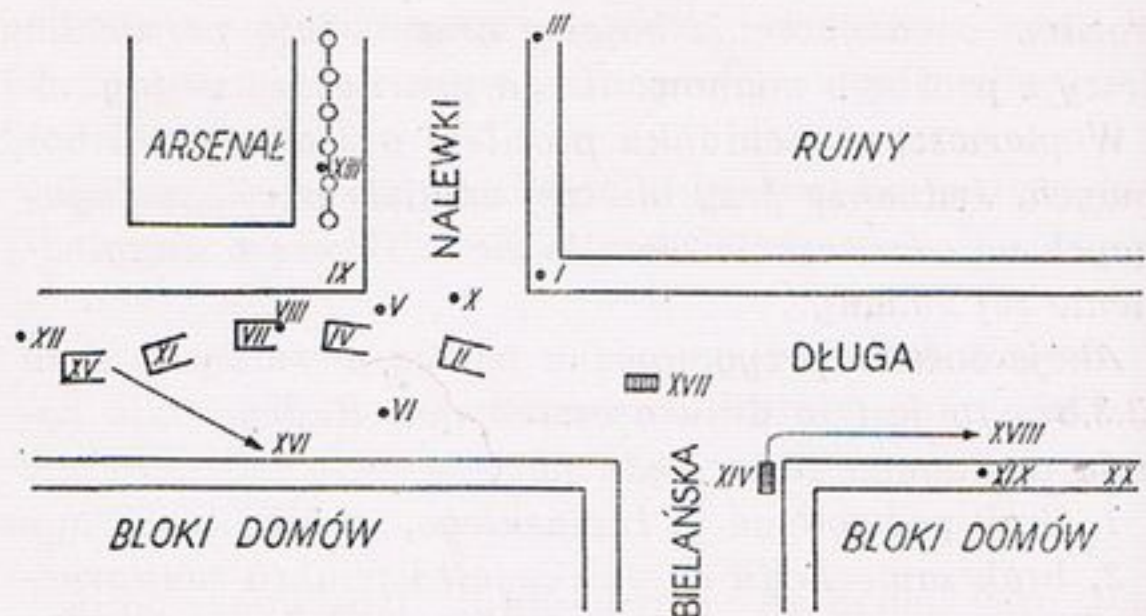 III
ARSENAŁ
XIII
NALEWKI
RUINY
IX
I
V
X
VIII
XII
XV
XI
VII
IV
II
DŁUGA
XVII
VI
XVI
XVIII
XIV
XIX
XX
BLOKI DOMÓW
BIELAŃSKA
BLOKI DOMÓW